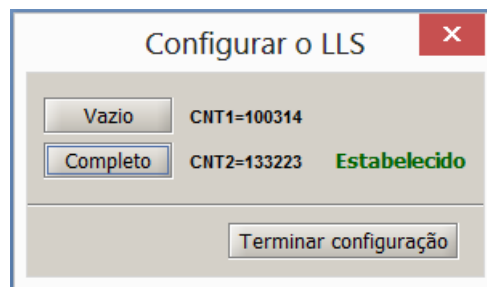 Configurar o LLS
Vazio CNT1=100314
Completo CNT2=133223 Estabelecido
Terminar configuração